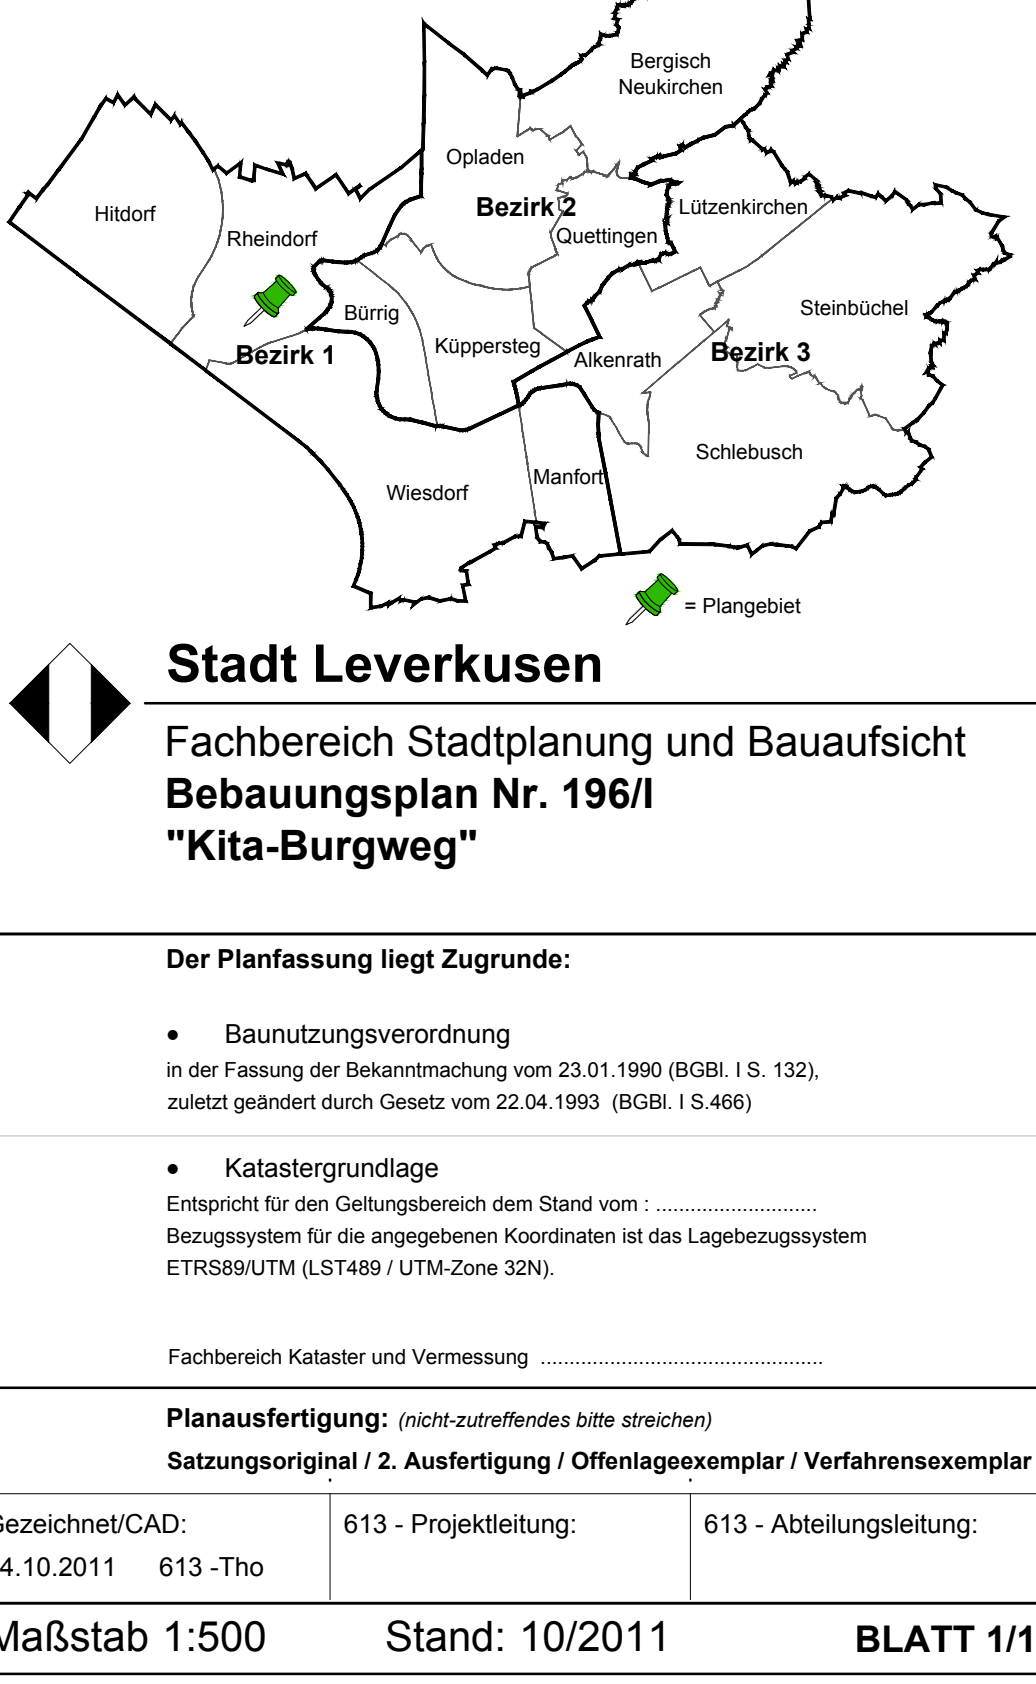 Bergisch
Neukirchen
Opladen
Bezirk 2
Hitdorf
Lützenkirchen
Rheindorf
Quettingen
Bürrig
Steinbüchel
Küppersteg
Bezirk 1
Alkenrath
Bezirk 3
Schlebusch
Manfort
Wiesdorf
= Plangebiet
Stadt Leverkusen
Fachbereich Stadtplanung und Bauaufsicht
Bebauungsplan Nr. 196/I
"Kita-Burgweg"
Der Planfassung liegt Zugrunde:
• Baunutzungsverordnung
in der Fassung der Bekanntmachung vom 23.01.1990 (BGBl. I S. 132),
zuletzt geändert durch Gesetz vom 22.04.1993 (BGBl. I S.466)
• Katastergrundlage
Entspricht für den Geltungsbereich dem Stand vom : ............................
Bezugssystem für die angegebenen Koordinaten ist das Lagebezugssystem
ETRS89/UTM (LST489 / UTM-Zone 32N).
Fachbereich Kataster und Vermessung .................................................
Planausfertigung: (nicht-zutreffendes bitte streichen)
Satzungsoriginal / 2. Ausfertigung / Offenlageexemplar / Verfahrensexemplar
Gezeichnet/CAD: 613 - Projektleitung: 613 - Abteilungsleitung:
4.10.2011 613 -Tho
Maßstab 1:500 Stand: 10/2011 BLATT 1/1